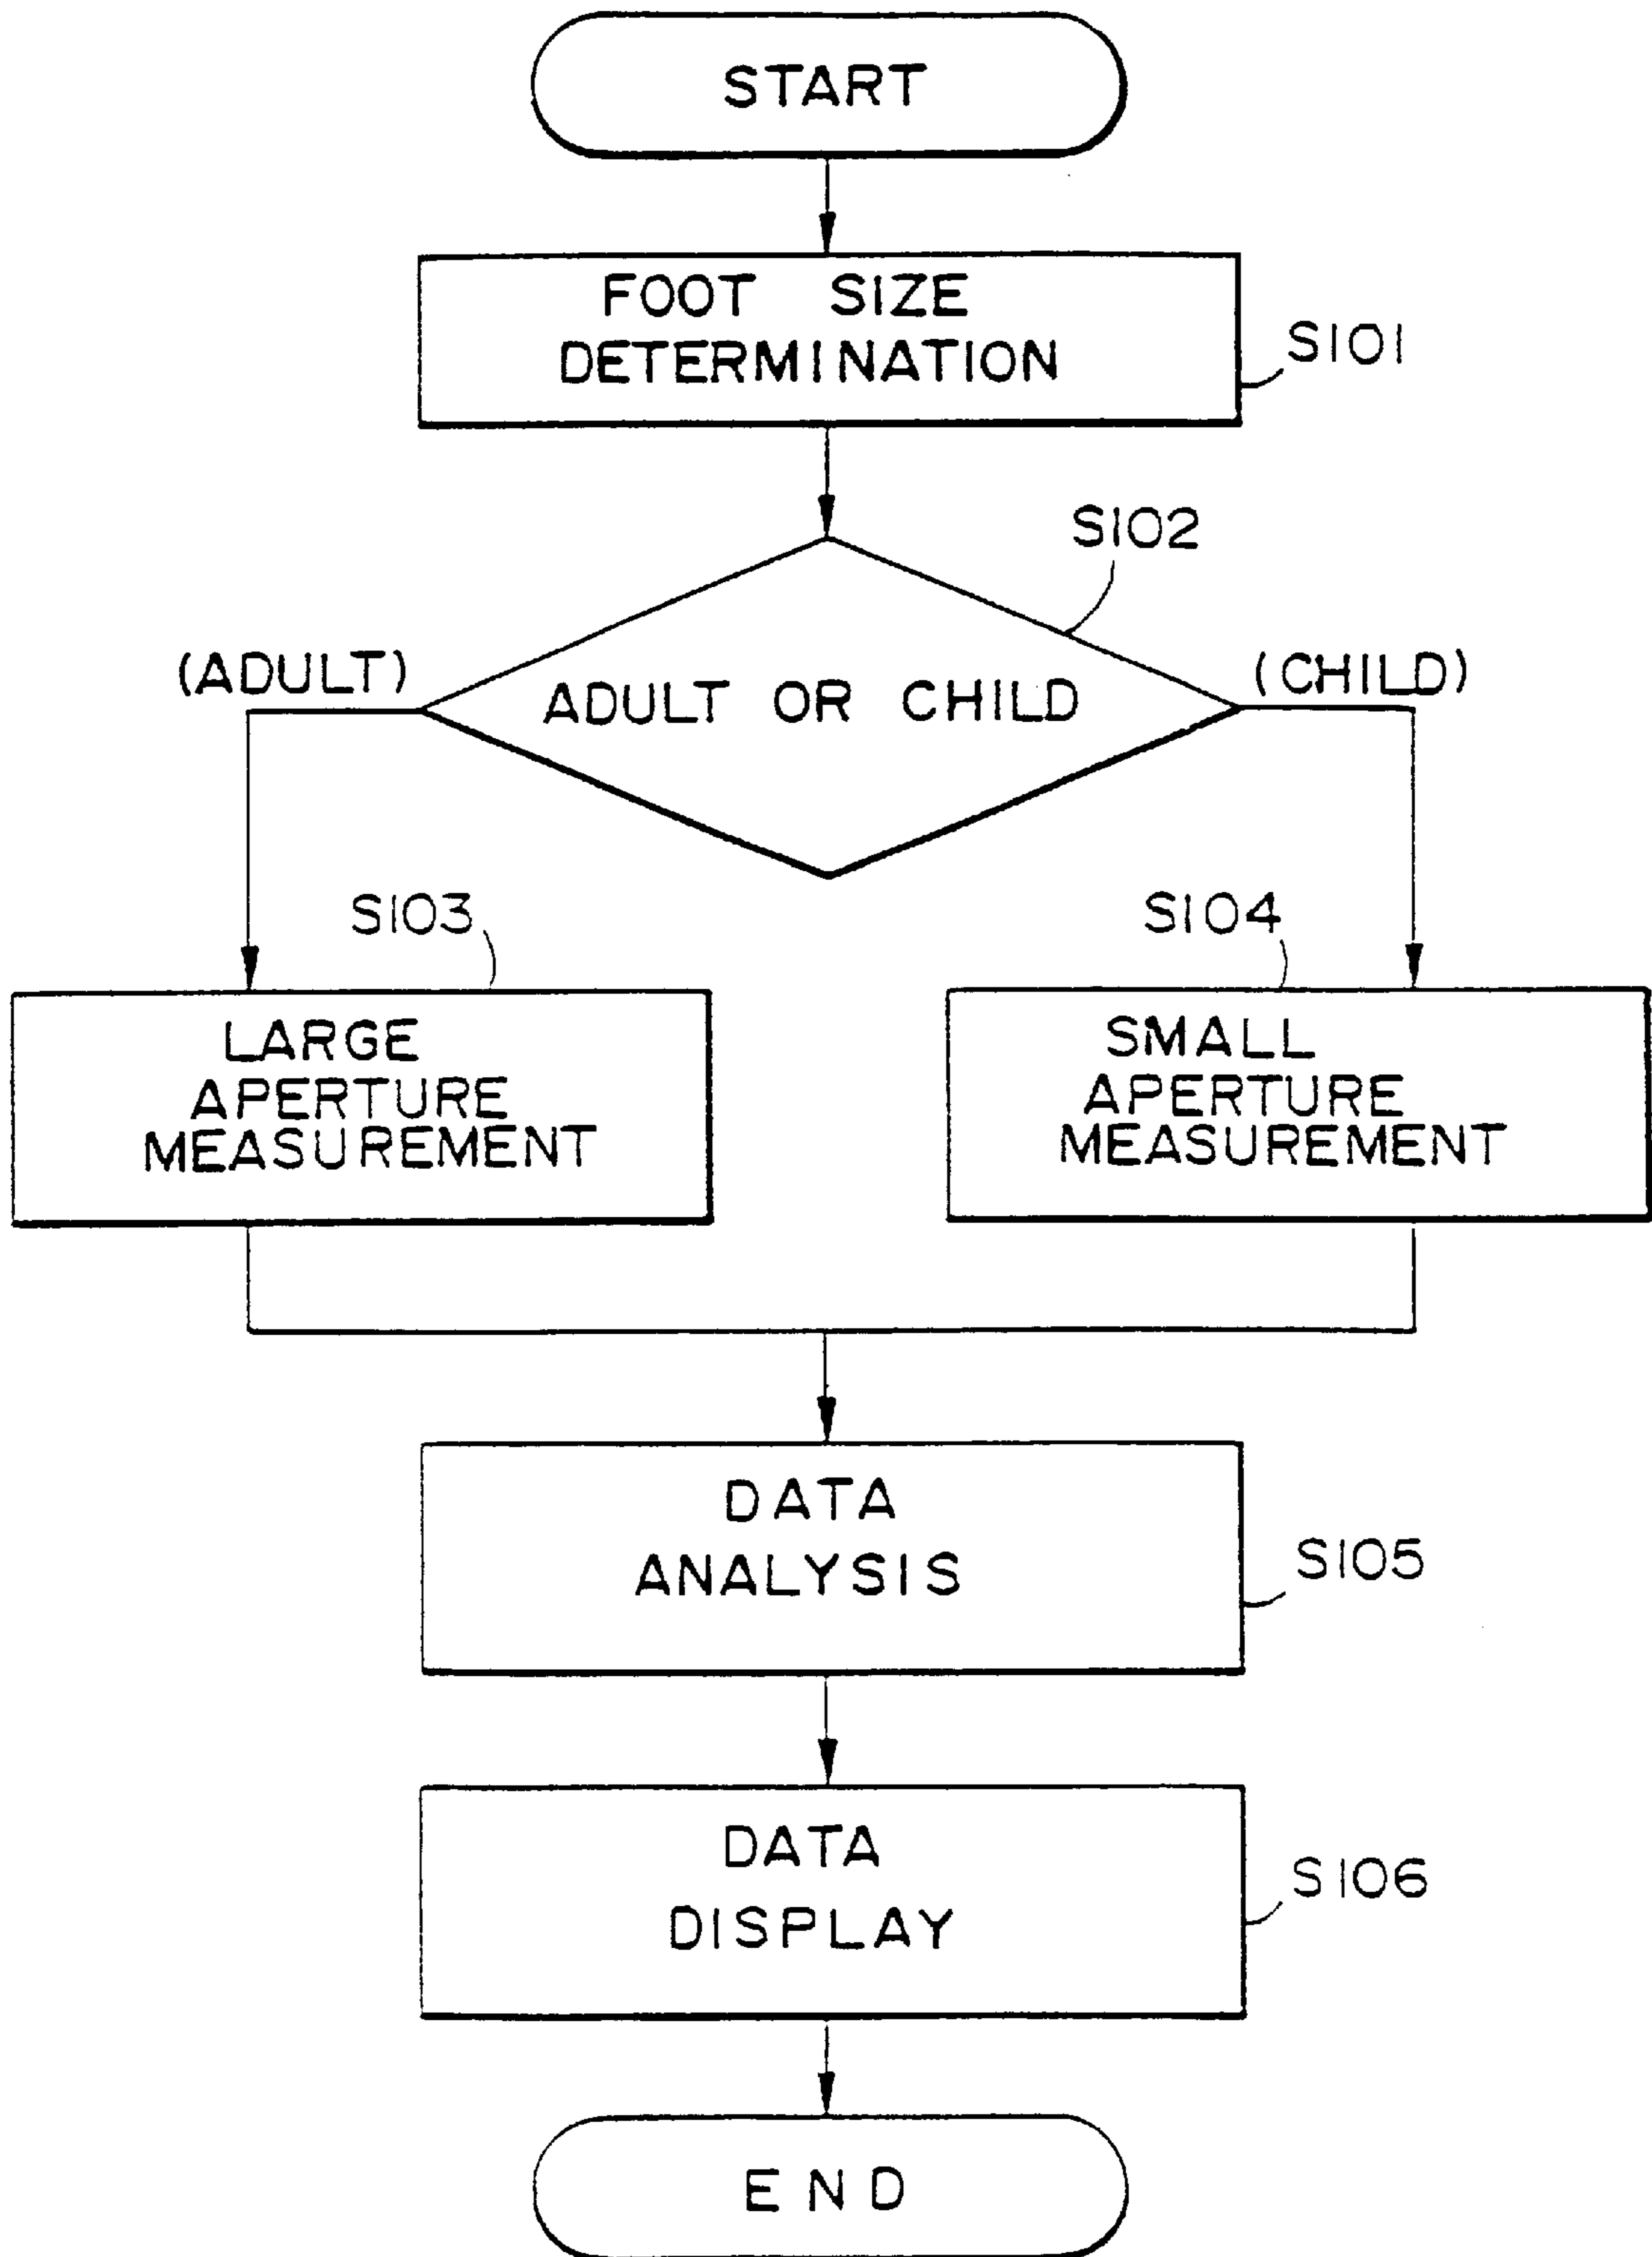 START
FOOT SIZE
DETERMINATION
S101
S102
(ADULT)
ADULT OR CHILD
(CHILD)
S103
LARGE
APERTURE
MEASUREMENT
S104
SMALL
APERTURE
MEASUREMENT
DATA
ANALYSIS
S105
DATA
DISPLAY
S106
END